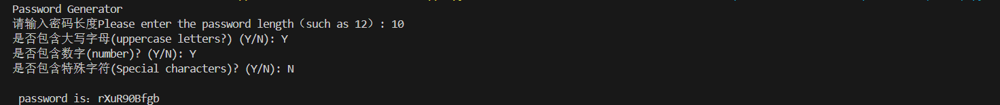 Password Generator
请输入密码长度Please enter the password length（such as 12）: 10
是否包含大写字母(uppercase letters?) (Y/N): Y
是否包含数字(number)? (Y/N): Y
是否包含特殊字符(Special characters)? (Y/N): N
password is：rXuR90Bfgb